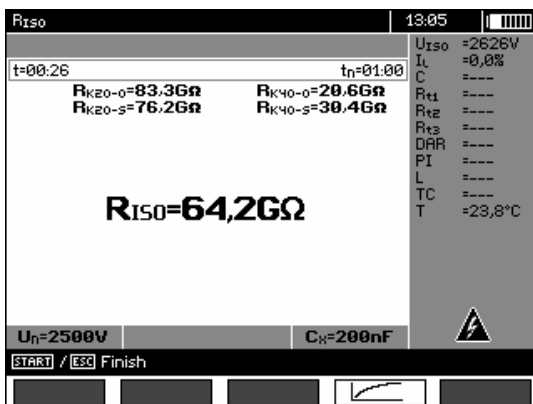 RISO 13:05
UISO =2626V
t=00:26 tn=01:00
IL =0,0%
C =---
RK20-0=83.3GΩ RK40-0=20.6GΩ
Rt1 =---
RK20-S=76.2GΩ RK40-S=30.4GΩ
Rt2 =---
Rt3 =---
DAR =---
PI =---
L =---
TC =---
RISO=64,2GΩ
T =23,8°C
Un=2500V CX=200nF
START / ESC Finish